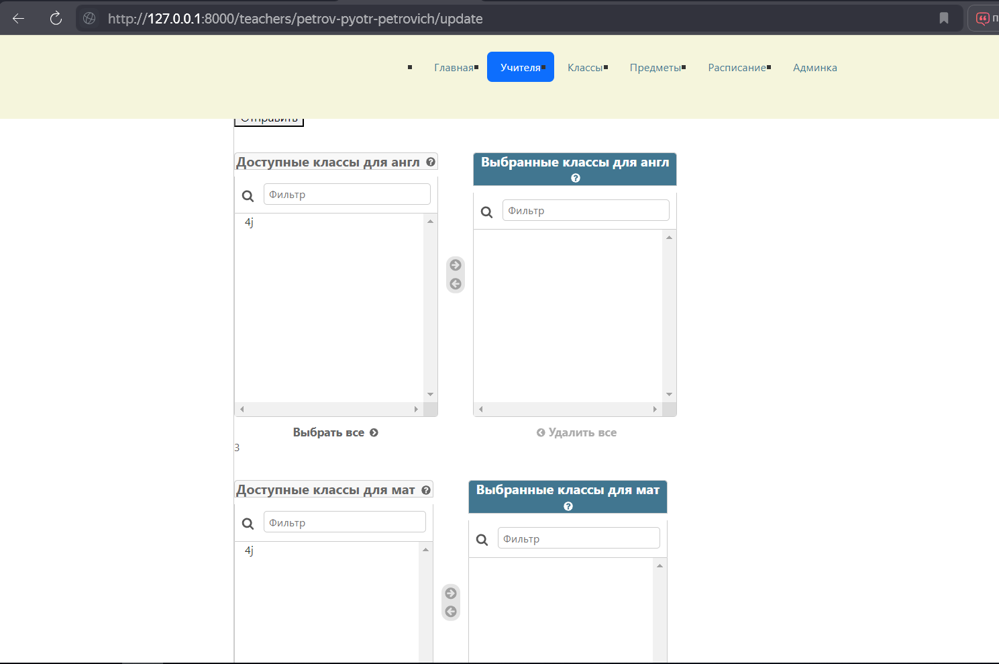 http://127.0.0.1:8000/teachers/petrov-pyotr-petrovich/update
Главная Учителя Классы Предметы Расписание Админка
Отправить
Доступные классы для англ
Фильтр
4j
Выбрать все
Выбранные классы для англ
Фильтр
Удалить все
3
Доступные классы для мат
Фильтр
4j
Выбранные классы для мат
Фильтр